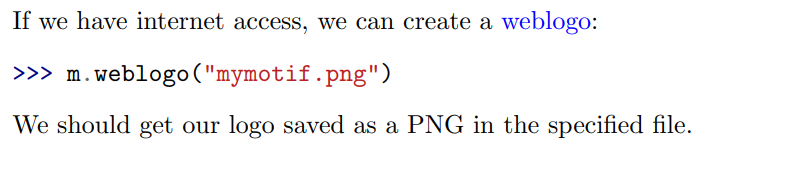 If we have internet access, we can create a weblogo:
>>> m.weblogo("mymotif.png")
We should get our logo saved as a PNG in the specified file.